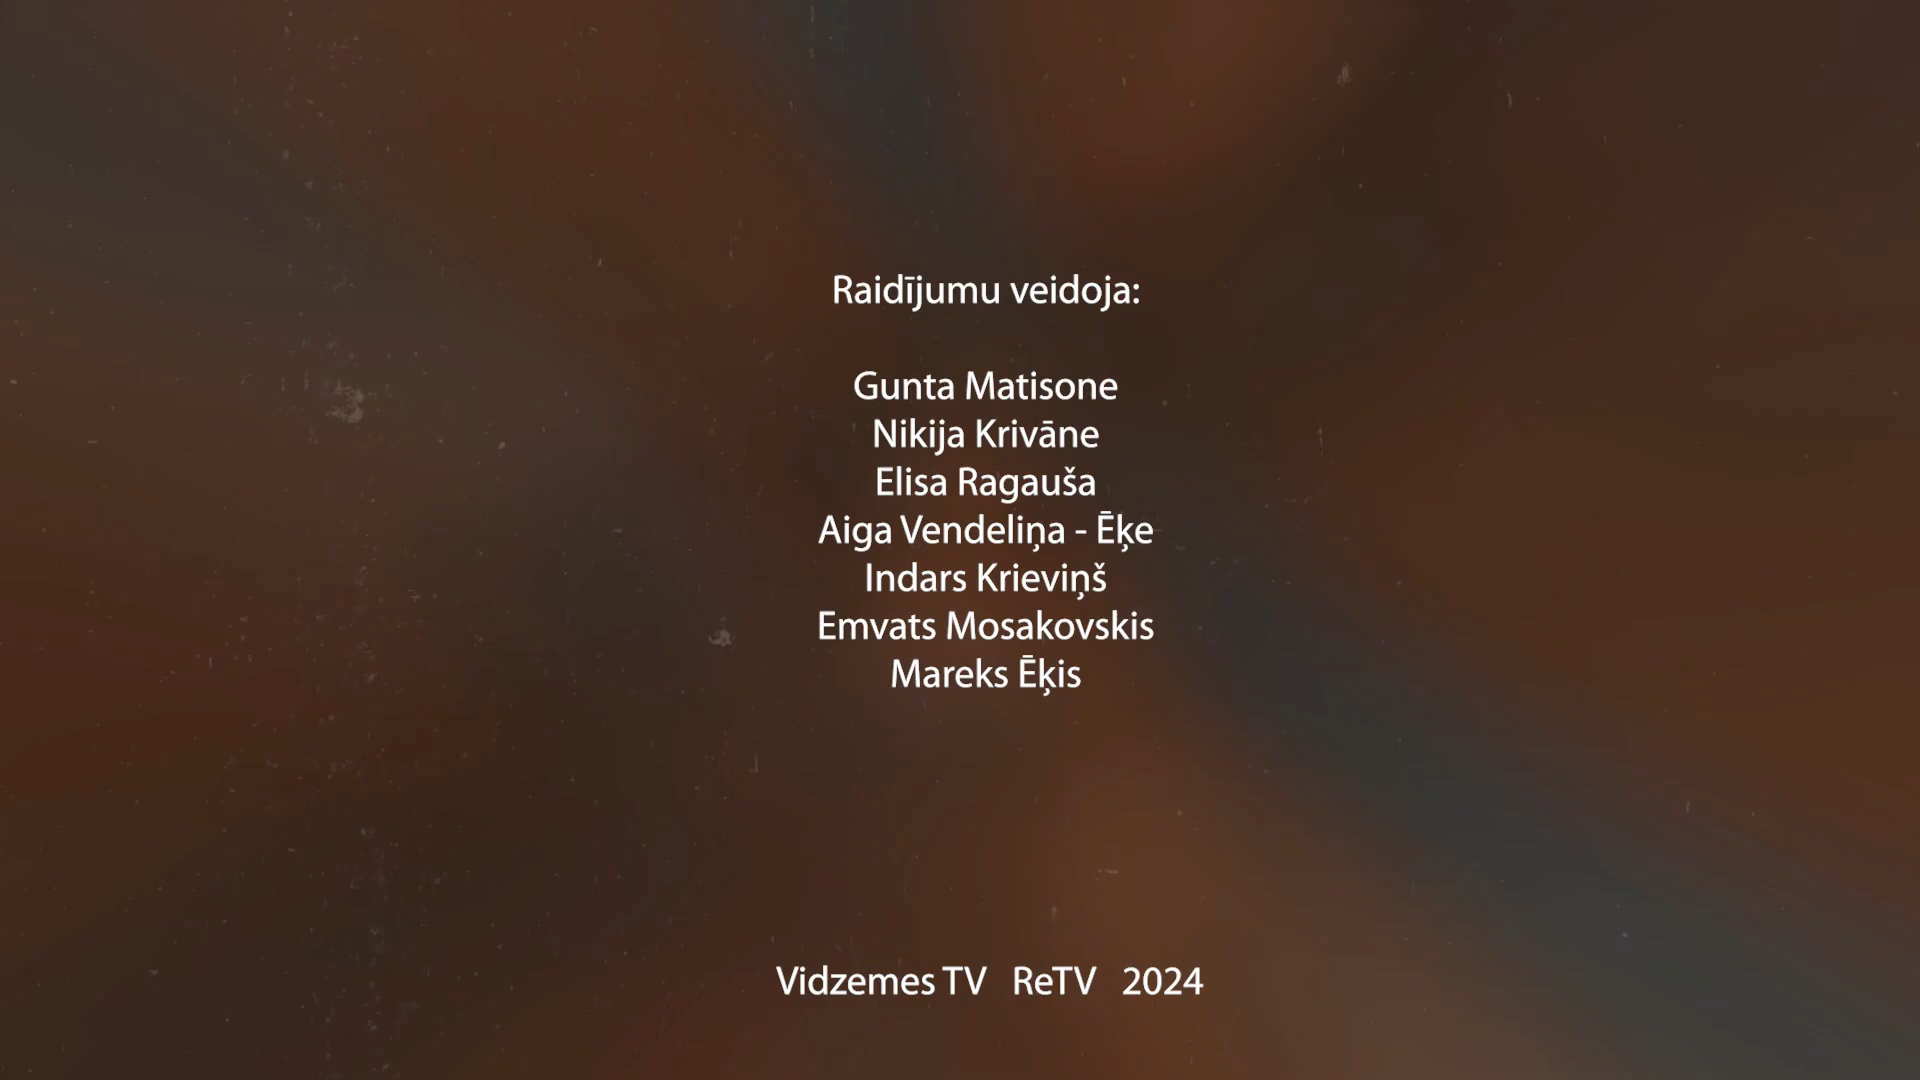 Raidījumu veidoja:
Gunta Matisone
Nikija Krivāne
Elisa Ragauša
Aiga Vendeliņa - Ēķe
Indars Krieviņš
Emvats Mosakovskis
Mareks Ēķis
Vidzemes TV ReTV 2024